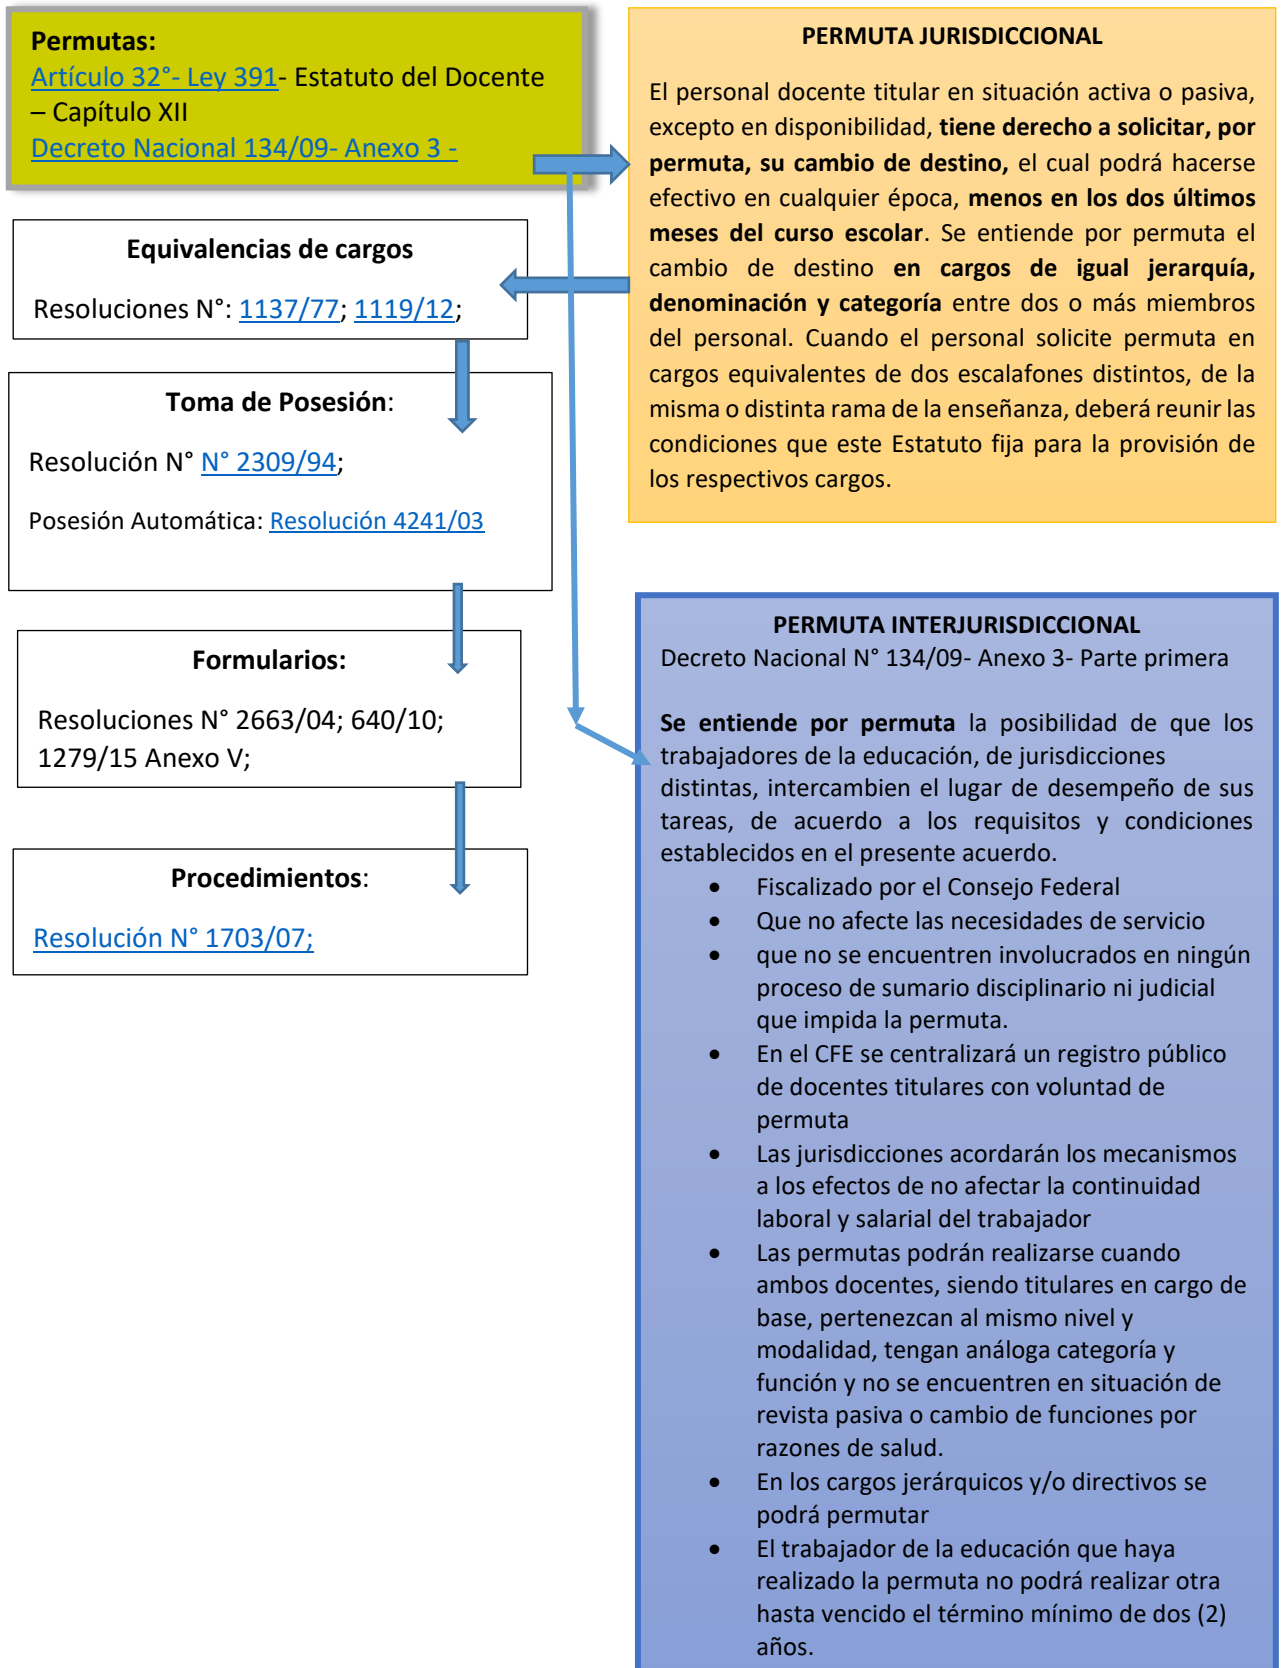 Permutas:
Artículo 32°- Ley 391- Estatuto del Docente
– Capítulo XII
Decreto Nacional 134/09- Anexo 3 -
Equivalencias de cargos
Resoluciones N°: 1137/77; 1119/12;
Toma de Posesión:
Resolución N° N° 2309/94;
Posesión Automática: Resolución 4241/03
Formularios:
Resoluciones N° 2663/04; 640/10;
1279/15 Anexo V;
Procedimientos:
Resolución N° 1703/07;
PERMUTA JURISDICCIONAL
El personal docente titular en situación activa o pasiva,
excepto en disponibilidad, tiene derecho a solicitar, por
permuta, su cambio de destino, el cual podrá hacerse
efectivo en cualquier época, menos en los dos últimos
meses del curso escolar. Se entiende por permuta el
cambio de destino en cargos de igual jerarquía,
denominación y categoría entre dos o más miembros
del personal. Cuando el personal solicite permuta en
cargos equivalentes de dos escalafones distintos, de la
misma o distinta rama de la enseñanza, deberá reunir las
condiciones que este Estatuto fija para la provisión de
los respectivos cargos.
PERMUTA INTERJURISDICCIONAL
Decreto Nacional N° 134/09- Anexo 3- Parte primera
Se entiende por permuta la posibilidad de que los
trabajadores de la educación, de jurisdicciones
distintas, intercambien el lugar de desempeño de sus
tareas, de acuerdo a los requisitos y condiciones
establecidos en el presente acuerdo.
• Fiscalizado por el Consejo Federal
• Que no afecte las necesidades de servicio
• que no se encuentren involucrados en ningún
proceso de sumario disciplinario ni judicial
que impida la permuta.
• En el CFE se centralizará un registro público
de docentes titulares con voluntad de
permuta
• Las jurisdicciones acordarán los mecanismos
a los efectos de no afectar la continuidad
laboral y salarial del trabajador
• Las permutas podrán realizarse cuando
ambos docentes, siendo titulares en cargo de
base, pertenezcan al mismo nivel y
modalidad, tengan análoga categoría y
función y no se encuentren en situación de
revista pasiva o cambio de funciones por
razones de salud.
• En los cargos jerárquicos y/o directivos se
podrá permutar
• El trabajador de la educación que haya
realizado la permuta no podrá realizar otra
hasta vencido el término mínimo de dos (2)
años.